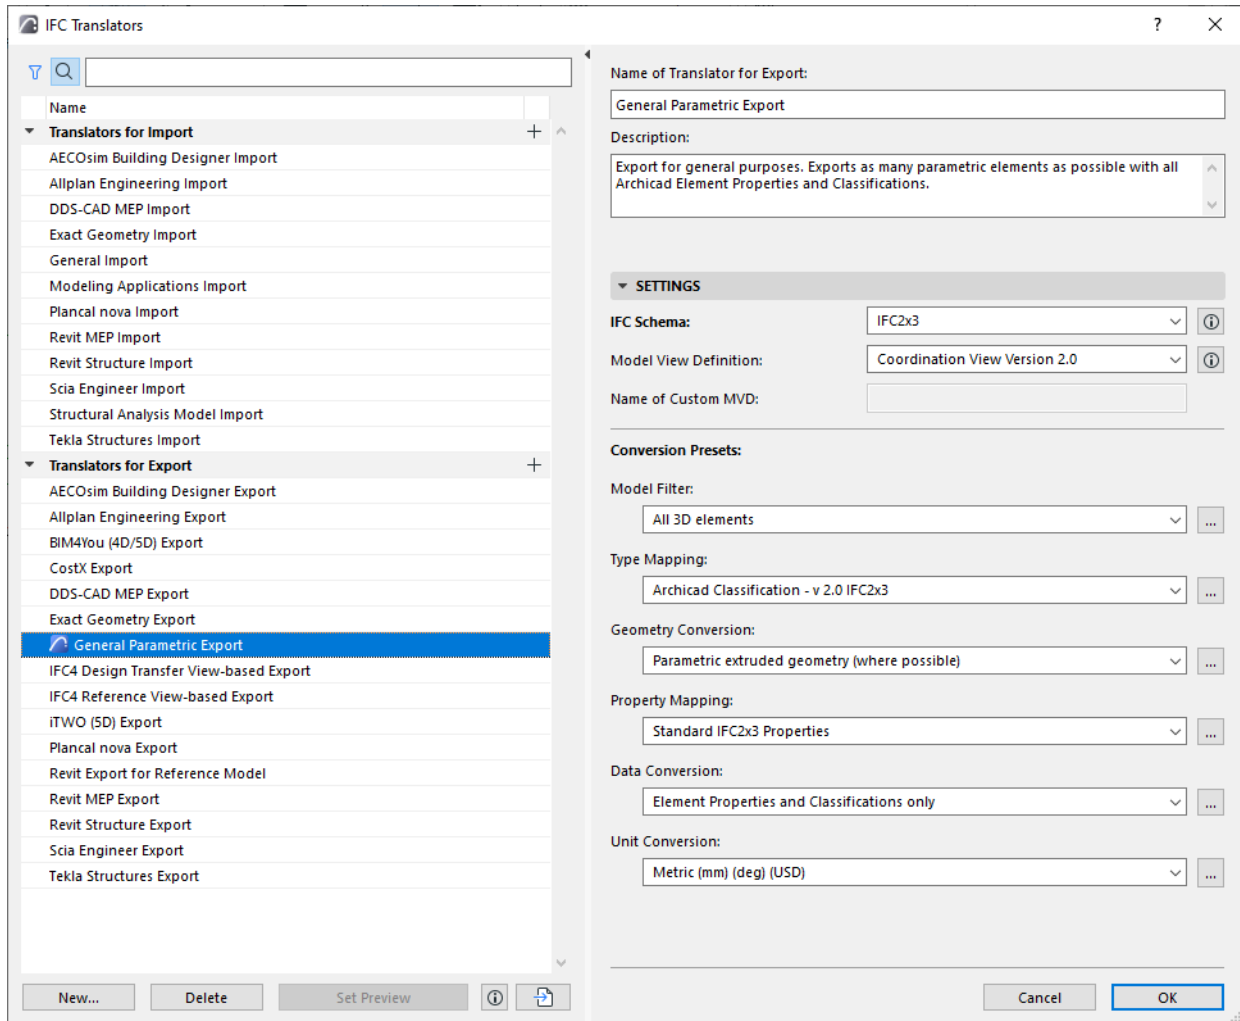 IFC Translators
?
Name
Translators for Import
AECOsim Building Designer Import
Allplan Engineering Import
DDS-CAD MEP Import
Exact Geometry Import
General Import
Modeling Applications Import
Plancal nova Import
Revit MEP Import
Revit Structure Import
Scia Engineer Import
Structural Analysis Model Import
Tekla Structures Import
Translators for Export
AECOsim Building Designer Export
Allplan Engineering Export
BIM4You (4D/5D) Export
CostX Export
DDS-CAD MEP Export
Exact Geometry Export
General Parametric Export
IFC4 Design Transfer View-based Export
IFC4 Reference View-based Export
iTWO (5D) Export
Plancal nova Export
Revit Export for Reference Model
Revit MEP Export
Revit Structure Export
Scia Engineer Export
Tekla Structures Export
New...
Delete
Set Preview
Name of Translator for Export:
General Parametric Export
Description:
Export for general purposes. Exports as many parametric elements as possible with all
Archicad Element Properties and Classifications.
SETTINGS
IFC Schema:
IFC2x3
Model View Definition:
Coordination View Version 2.0
Name of Custom MVD:
Conversion Presets:
Model Filter:
All 3D elements
...
Type Mapping:
Archicad Classification - v 2.0 IFC2x3
...
Geometry Conversion:
Parametric extruded geometry (where possible)
...
Property Mapping:
Standard IFC2x3 Properties
...
Data Conversion:
Element Properties and Classifications only
...
Unit Conversion:
Metric (mm) (deg) (USD)
...
Cancel
OK